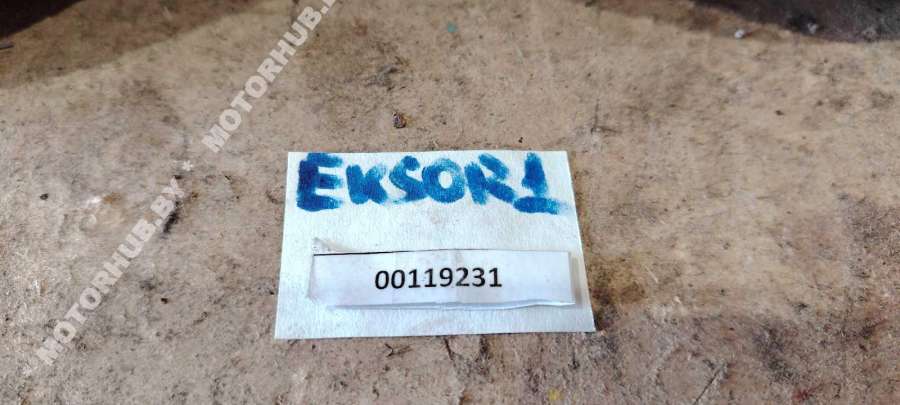 MOTORHUB.BY * MOTORHUB.BY
EKSOR1
00119231